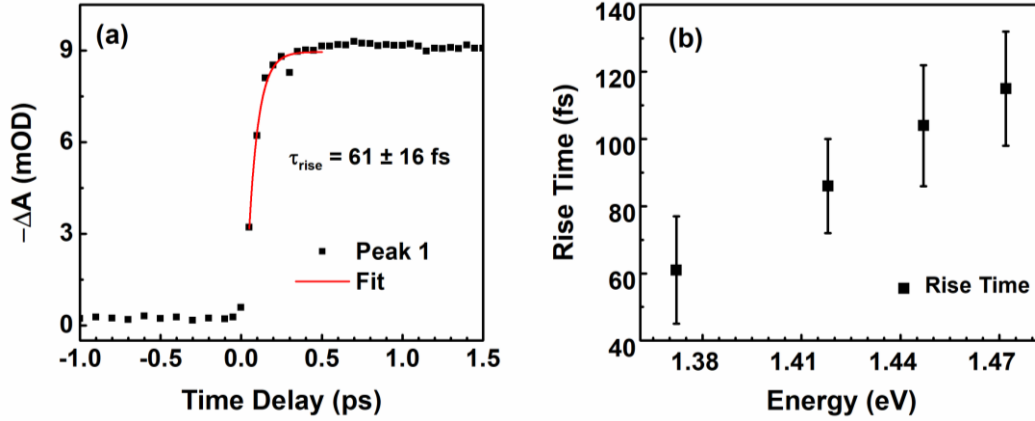 (a)
9
6
3
0
−ΔA (mOD)
τrise = 61 ± 16 fs
Peak 1
Fit
-1.0 -0.5 0.0 0.5 1.0 1.5
Time Delay (ps)
(b)
140
120
100
80
60
40
Rise Time (fs)
Rise Time
1.38 1.41 1.44 1.47
Energy (eV)